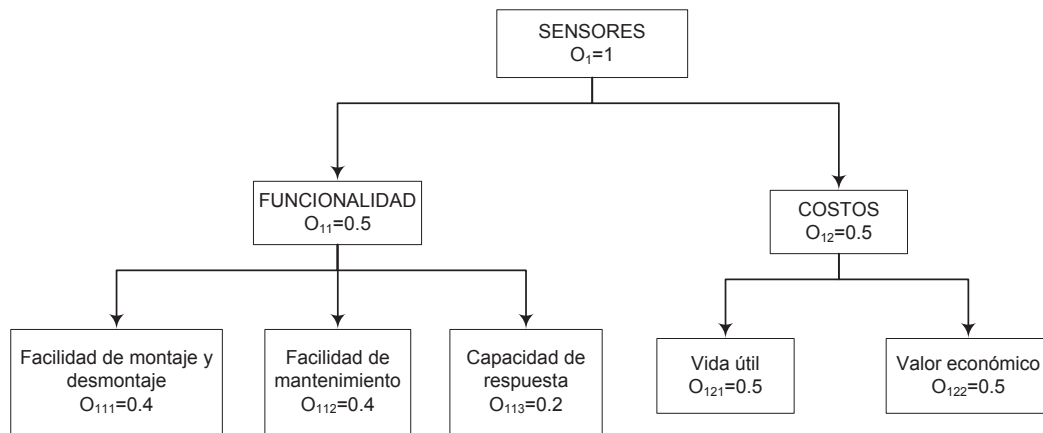 SENSORES
O₁=1
FUNCIONALIDAD
O₁₁=0.5
COSTOS
O₁₂=0.5
Facilidad de montaje y
desmontaje
O₁₁₁=0.4
Facilidad de
mantenimiento
O₁₁₂=0.4
Capacidad de
respuesta
O₁₁₃=0.2
Vida útil
O₁₂₁=0.5
Valor económico
O₁₂₂=0.5